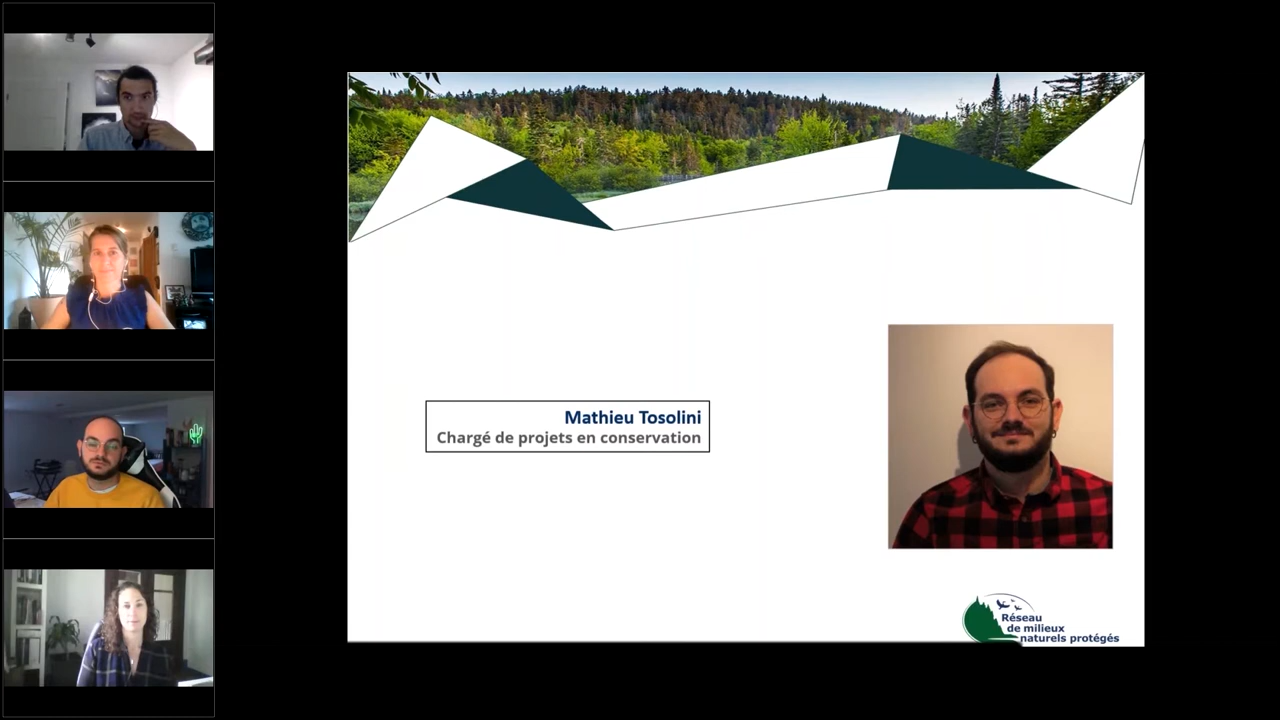 Mathieu Tosolini
Chargé de projets en conservation
Réseau
de milieux
naturels protégés